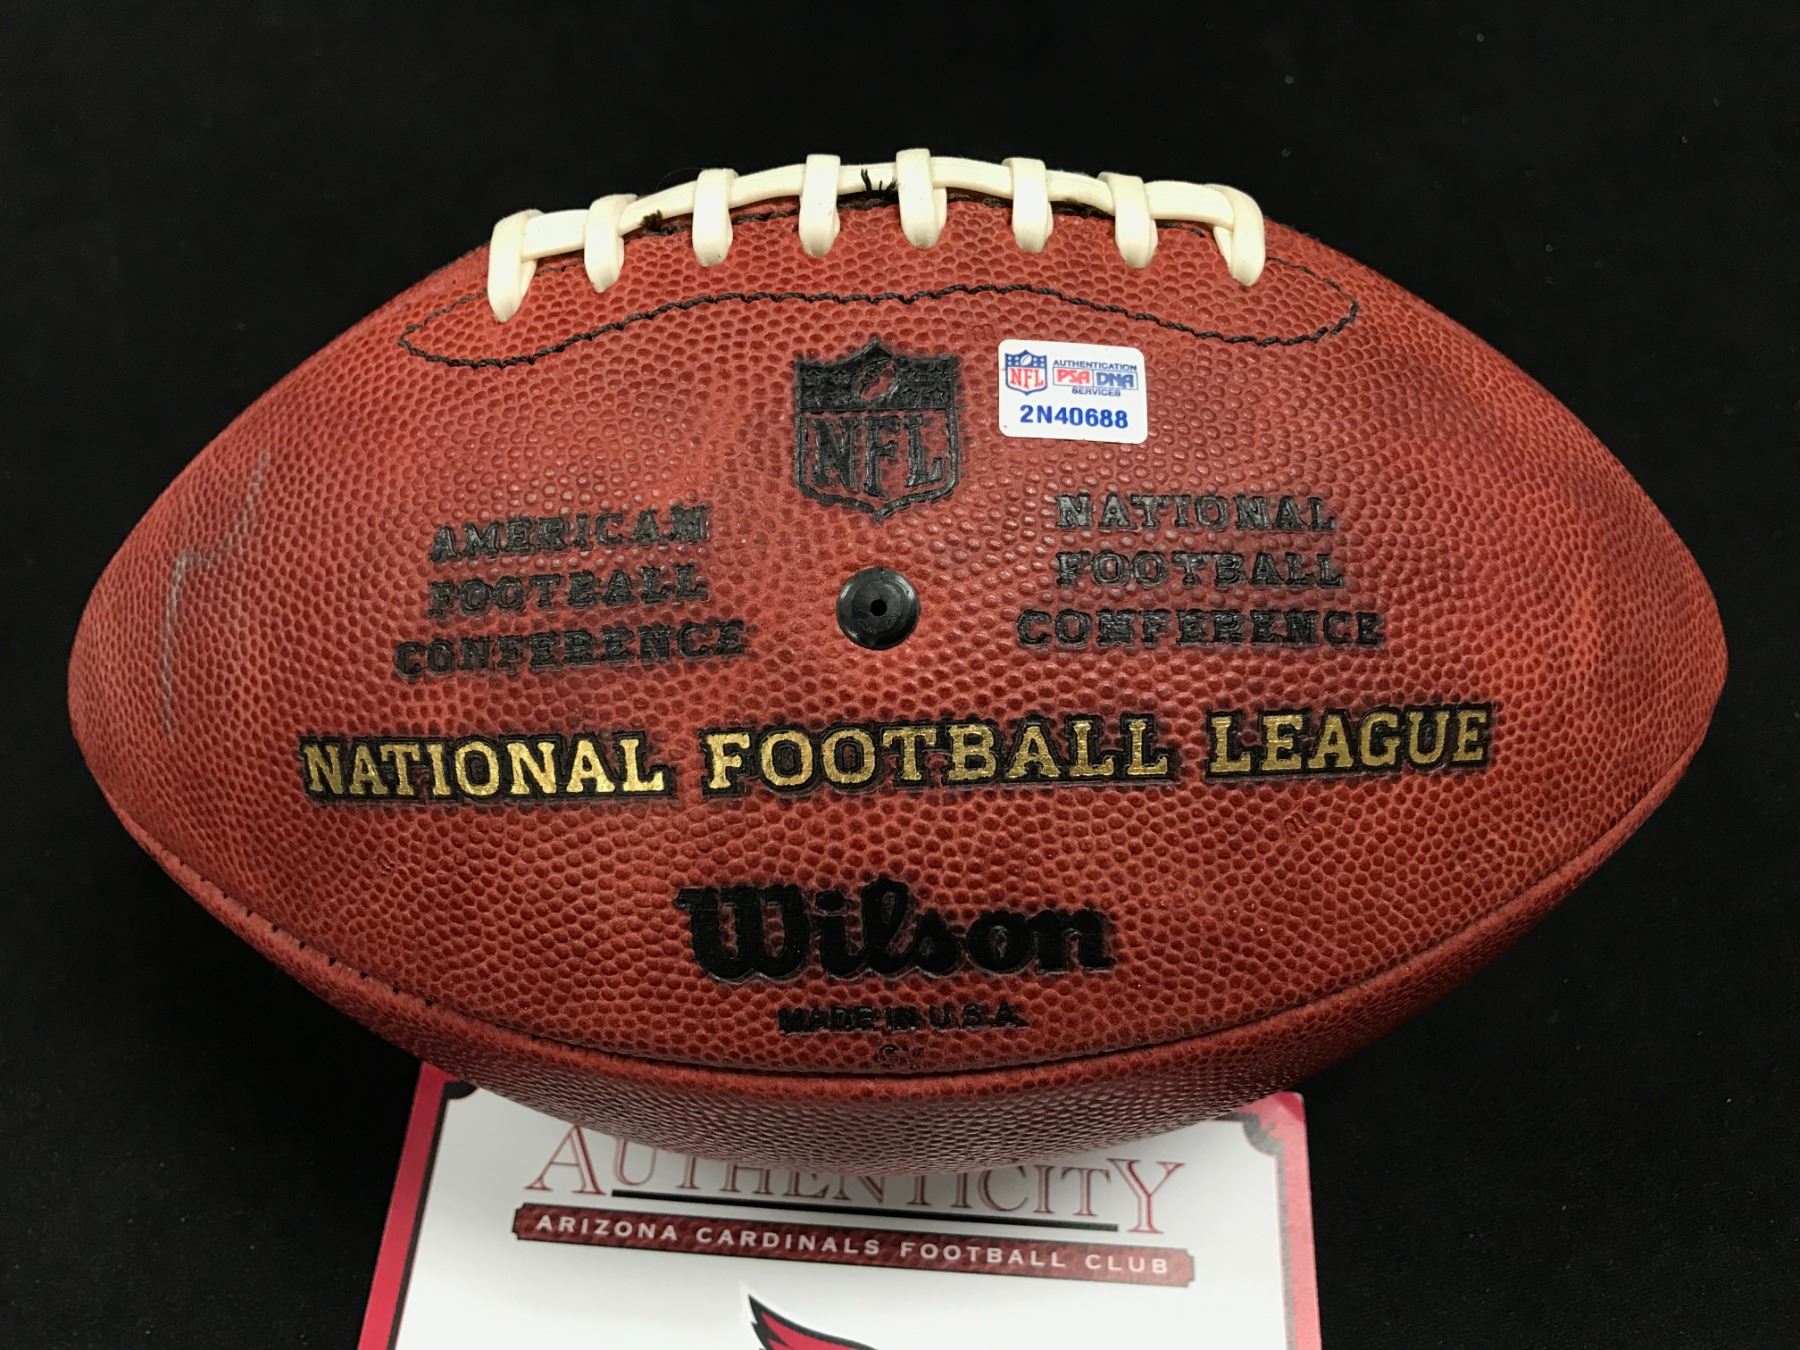 NFL
AUTHENTICATION
PSA DNA
SERVICES
2N40688
NFL
AMERICAN
FOOTBALL
CONFERENCE
NATIONAL
FOOTBALL
CONFERENCE
NATIONAL FOOTBALL LEAGUE
Wilson
MADE IN U.S.A.
AUTHENTICITY
ARIZONA CARDINALS FOOTBALL CLUB